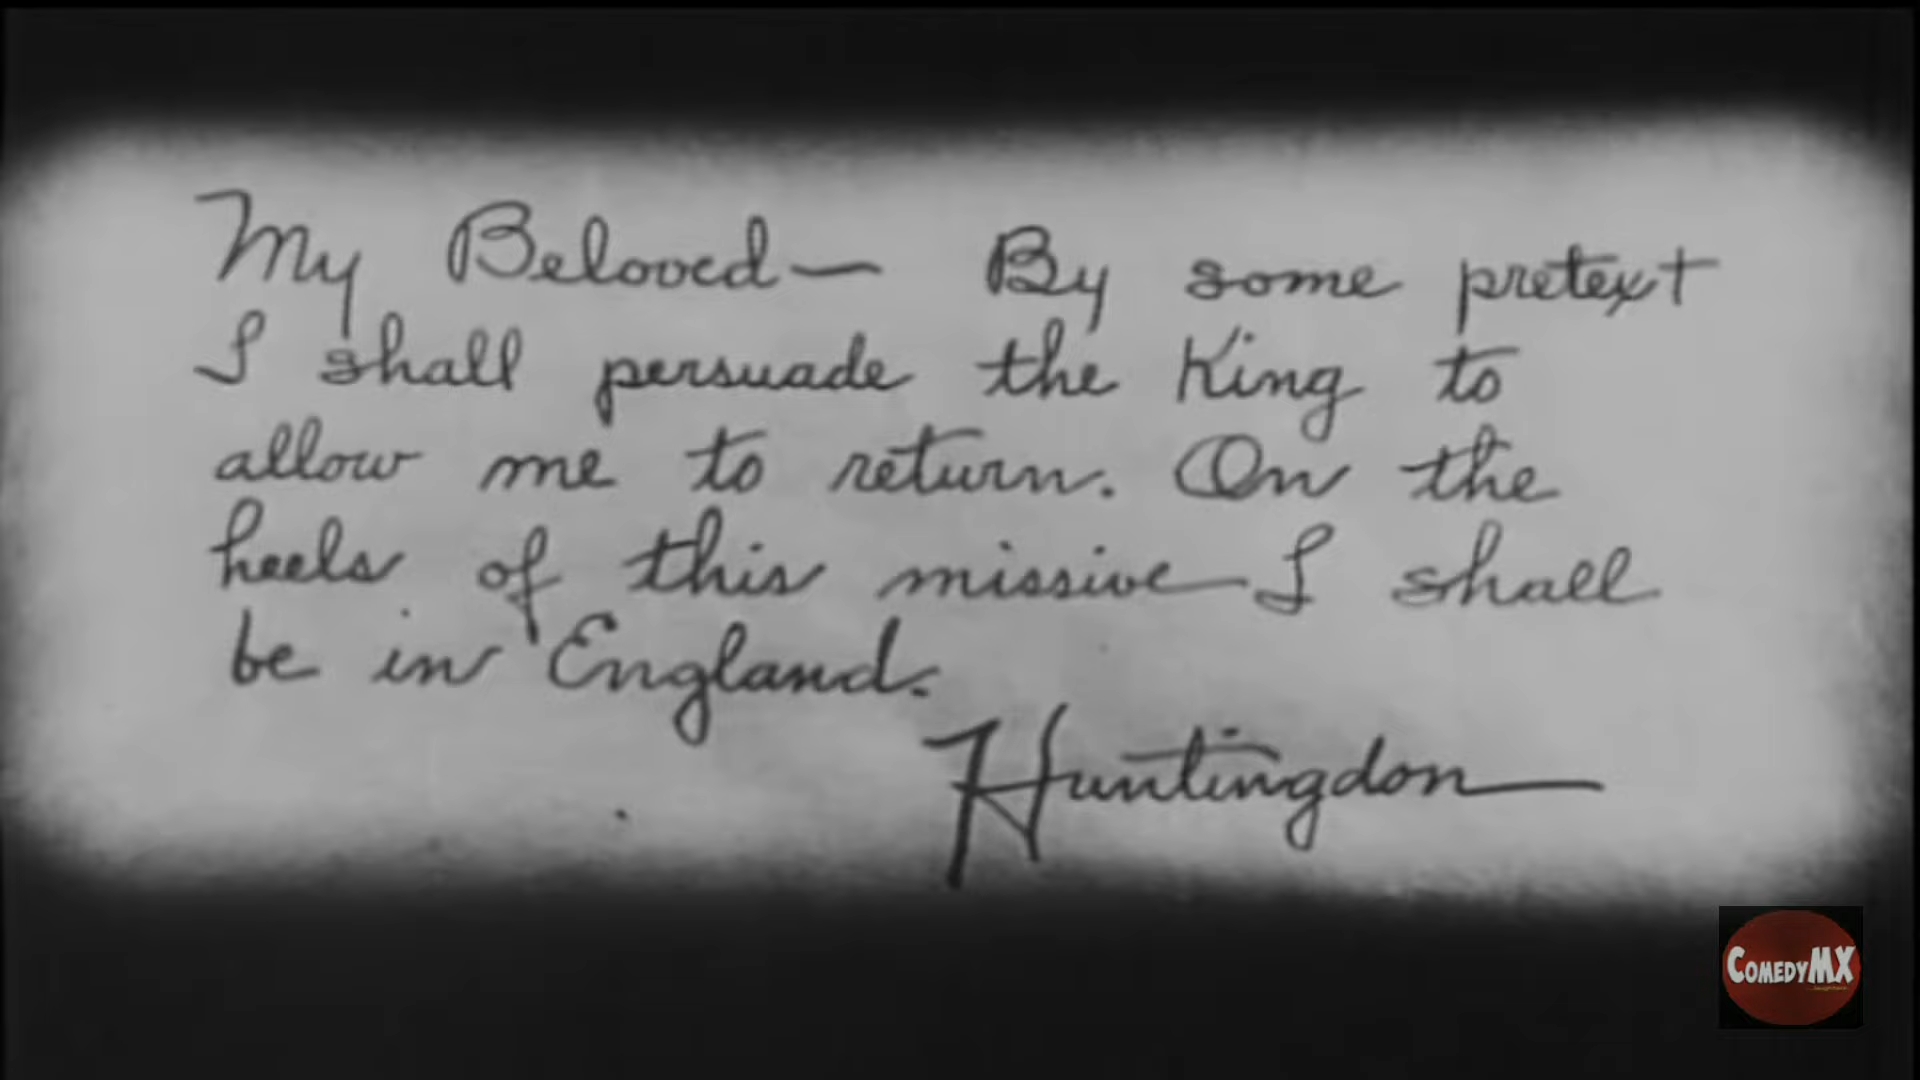 My Beloved— By some pretext
I shall persuade the King to
allow me to return. On the
heels of this missive I shall
be in England.
Huntingdon
COMEDYMX